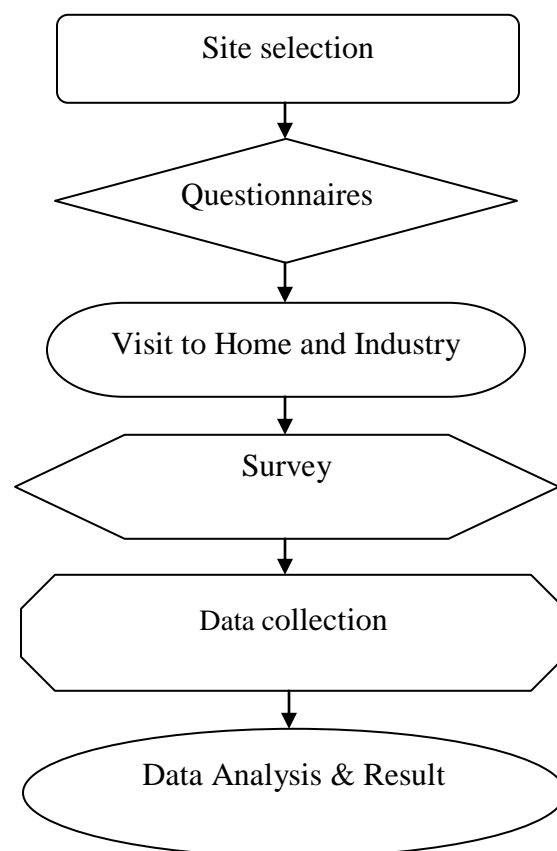 Site selection
Questionnaires
Visit to Home and Industry
Survey
Data collection
Data Analysis & Result